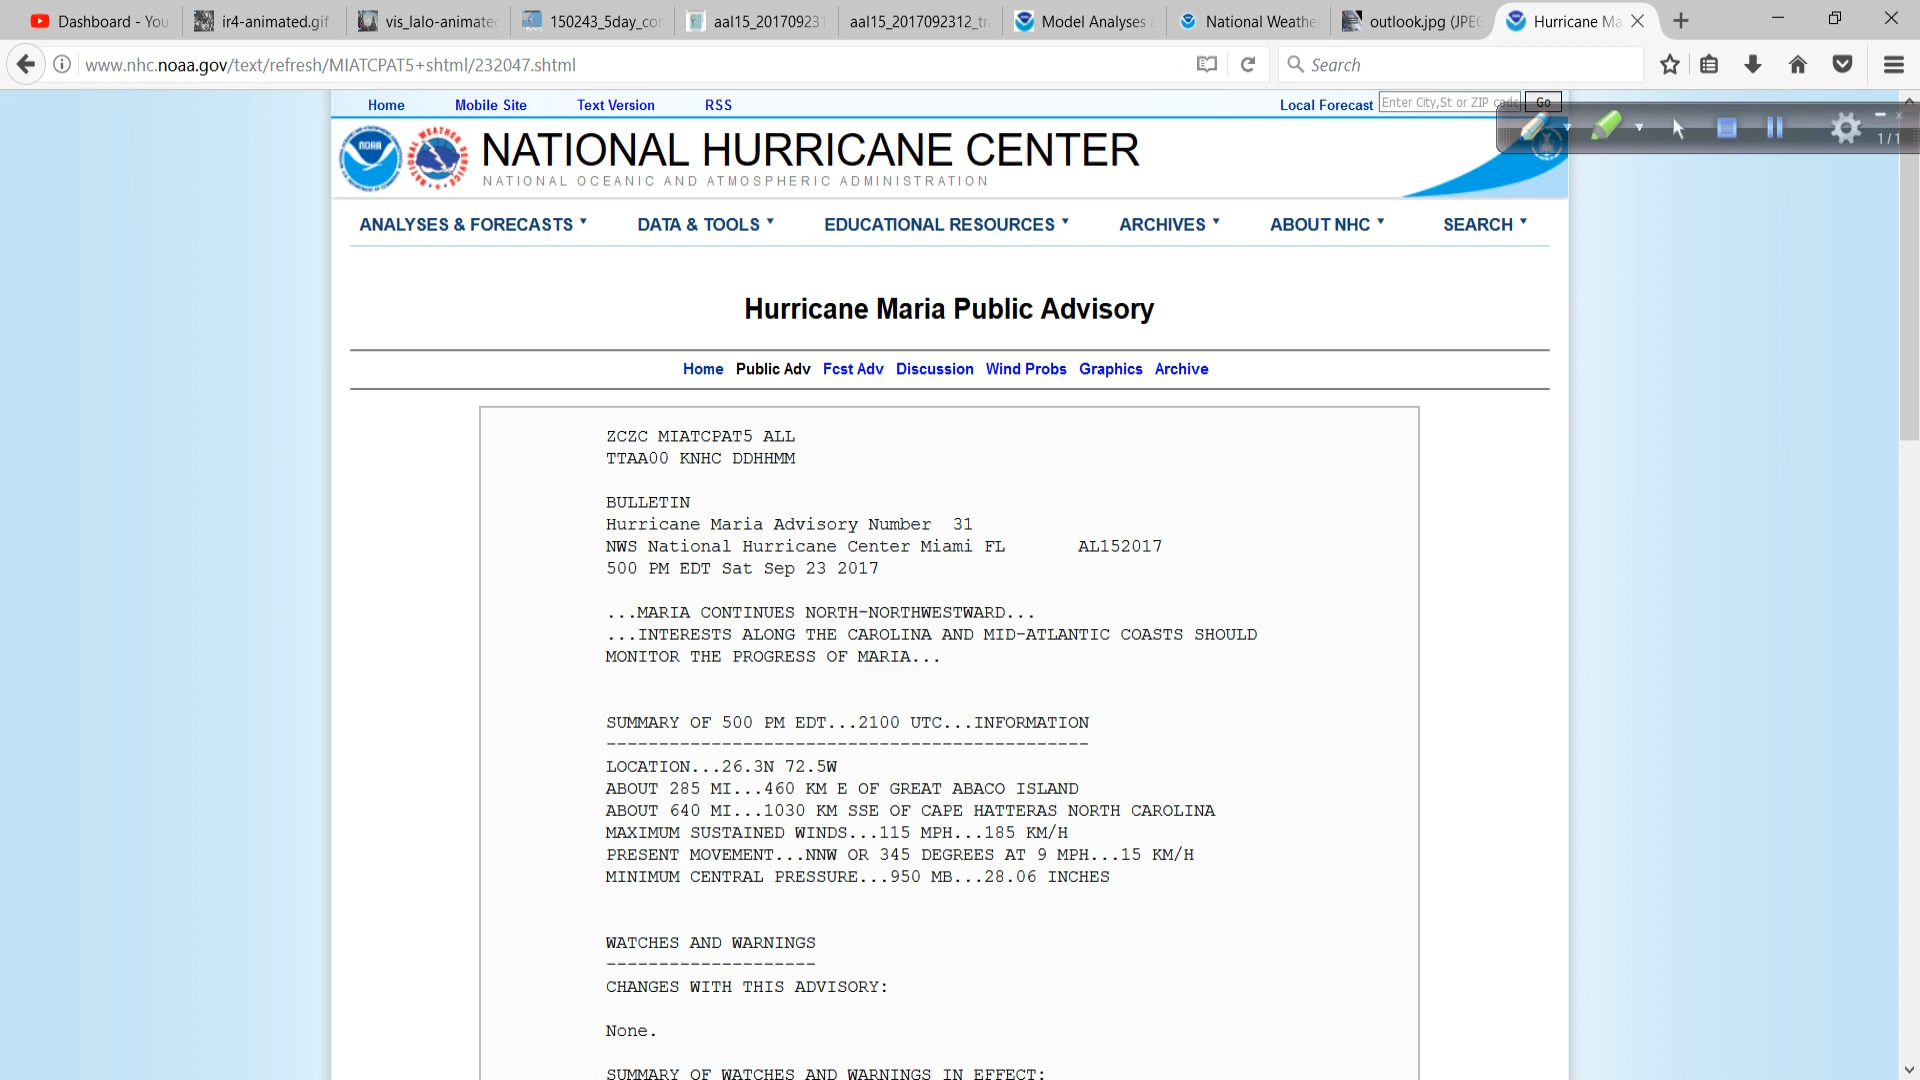 Dashboard - You
ir4-animated.gif
vis_lalo-animated
150243_5day_co
aal15_20170923
aal15_2017092312_tr
Model Analyses
National Weathe
outlook.jpg (JPEG
Hurricane Ma
www.nhc.noaa.gov/text/refresh/MIATCPAT5+shtml/232047.shtml
Search
Home Mobile Site Text Version RSS Local Forecast Enter City,St or ZIP code Go
1/1
NOAA
NATIONAL HURRICANE CENTER
NATIONAL OCEANIC AND ATMOSPHERIC ADMINISTRATION
ANALYSES & FORECASTS DATA & TOOLS EDUCATIONAL RESOURCES ARCHIVES ABOUT NHC SEARCH
Hurricane Maria Public Advisory
Home Public Adv Fcst Adv Discussion Wind Probs Graphics Archive
ZCZC MIATCPAT5 ALL
TTAA00 KNHC DDHHMM
BULLETIN
Hurricane Maria Advisory Number 31
NWS National Hurricane Center Miami FL AL152017
500 PM EDT Sat Sep 23 2017
...MARIA CONTINUES NORTH-NORTHWESTWARD...
...INTERESTS ALONG THE CAROLINA AND MID-ATLANTIC COASTS SHOULD
MONITOR THE PROGRESS OF MARIA...
SUMMARY OF 500 PM EDT...2100 UTC...INFORMATION
----------------------------------------------
LOCATION...26.3N 72.5W
ABOUT 285 MI...460 KM E OF GREAT ABACO ISLAND
ABOUT 640 MI...1030 KM SSE OF CAPE HATTERAS NORTH CAROLINA
MAXIMUM SUSTAINED WINDS...115 MPH...185 KM/H
PRESENT MOVEMENT...NNW OR 345 DEGREES AT 9 MPH...15 KM/H
MINIMUM CENTRAL PRESSURE...950 MB...28.06 INCHES
WATCHES AND WARNINGS
--------------------
CHANGES WITH THIS ADVISORY:
None.
SUMMARY OF WATCHES AND WARNINGS IN EFFECT: